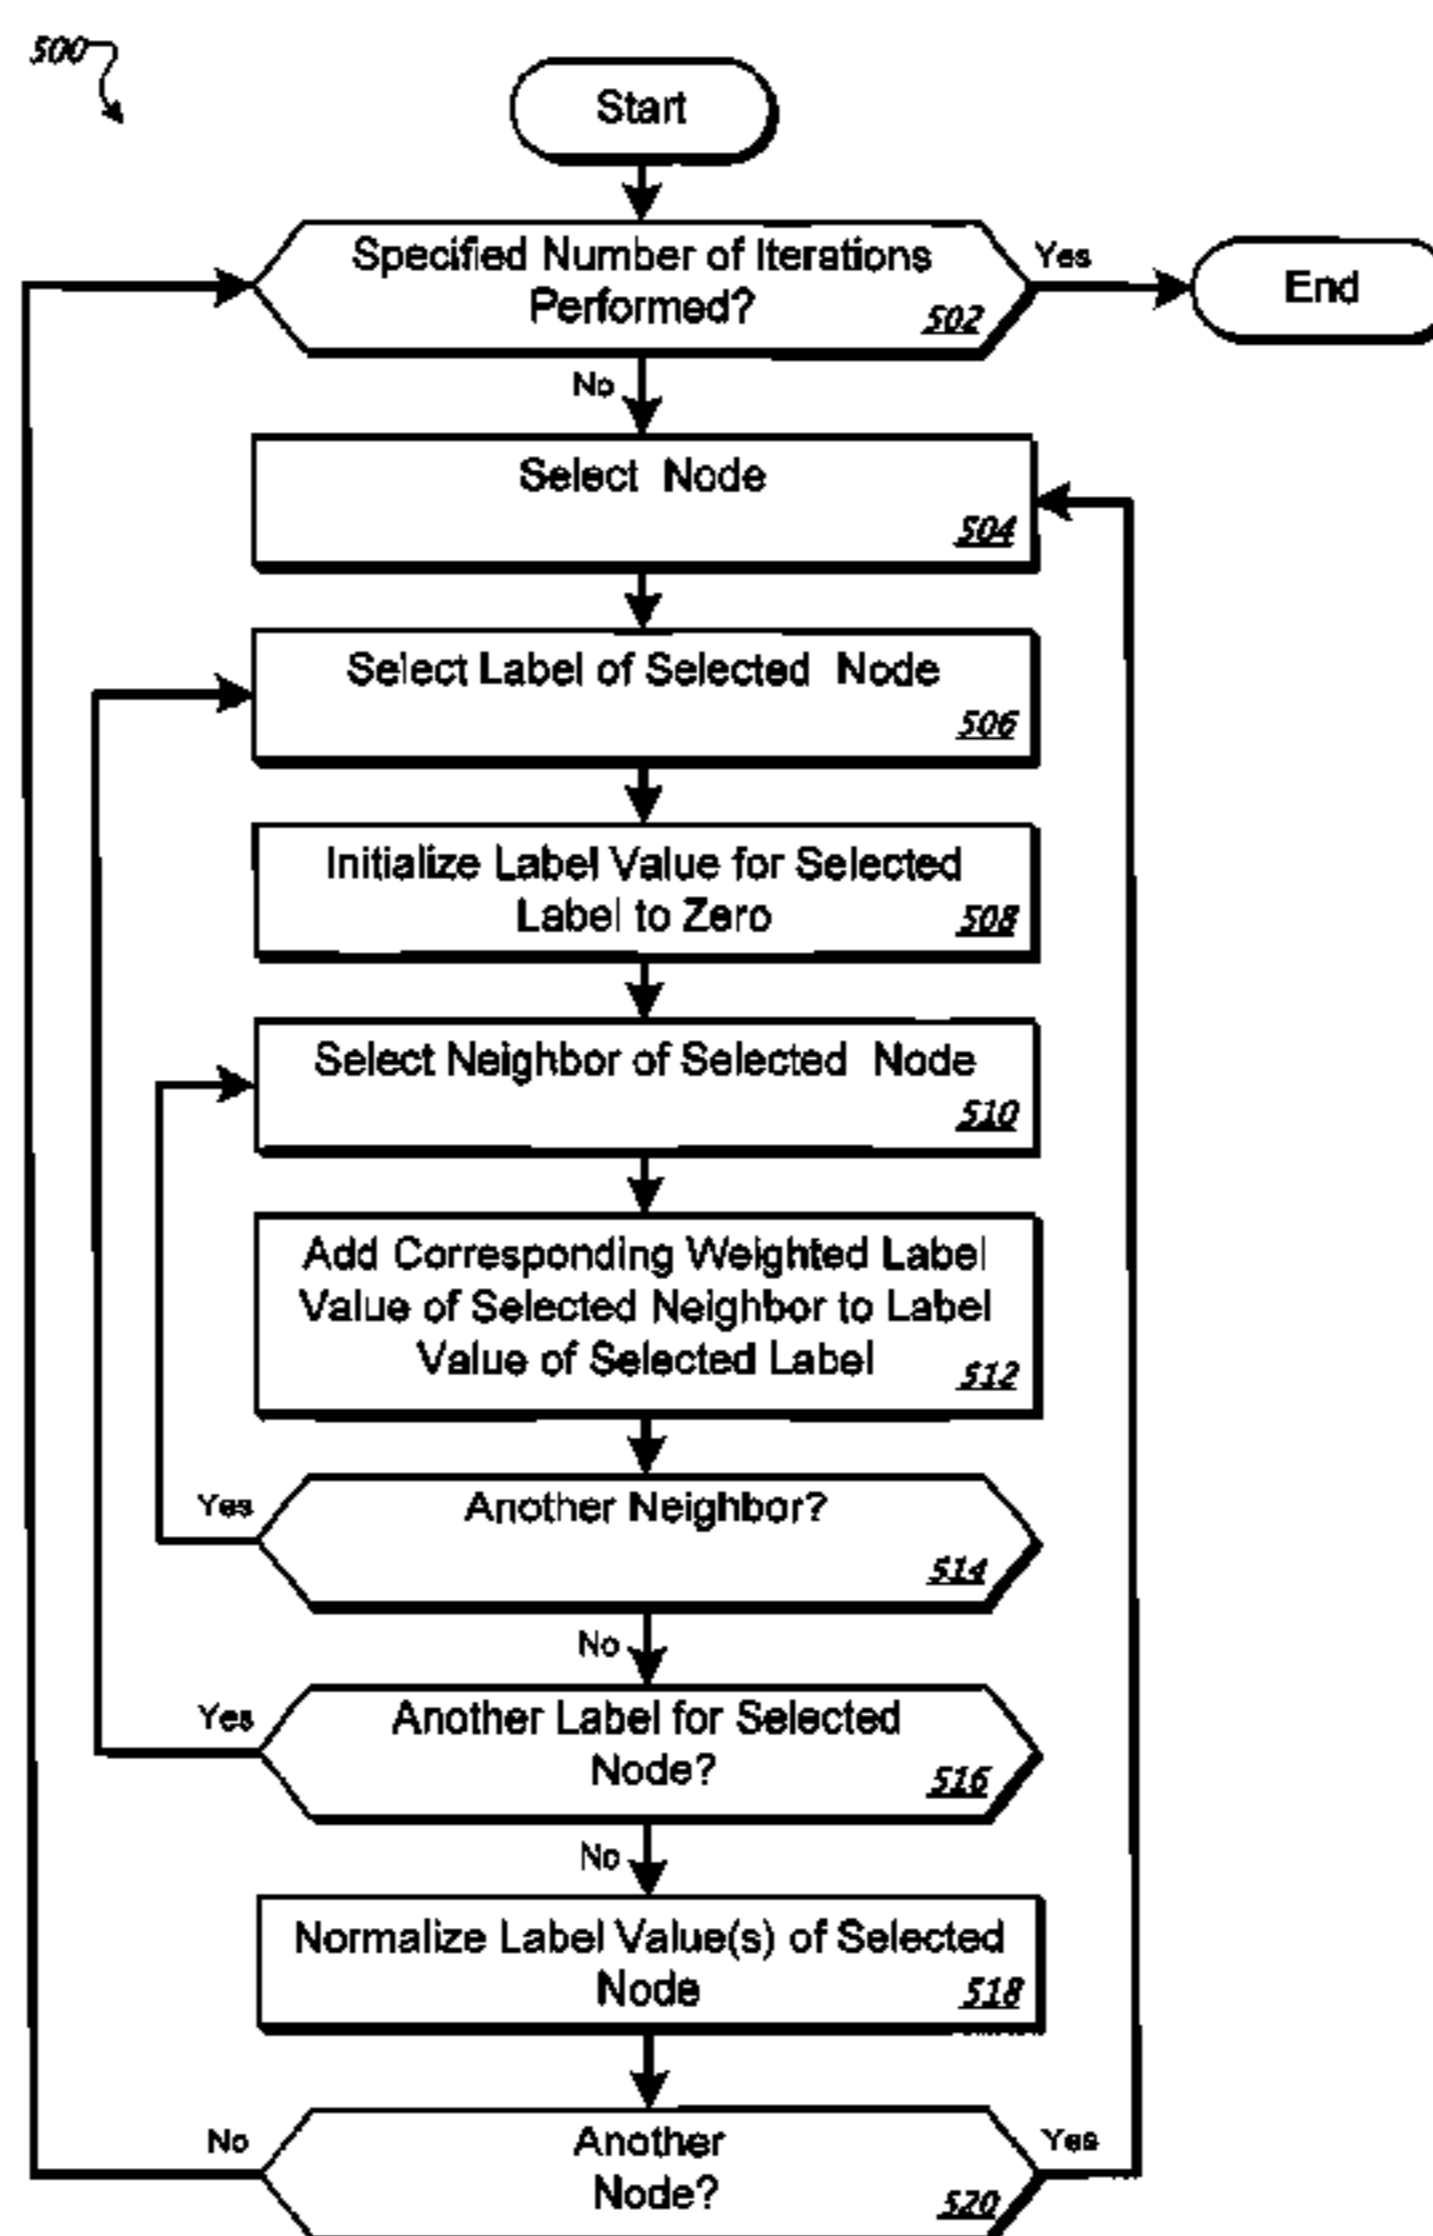 500
Start
Specified Number of Iterations
Performed?
502
Yes
End
No
Select Node
504
Select Label of Selected Node
506
Initialize Label Value for Selected
Label to Zero
508
Select Neighbor of Selected Node
510
Add Corresponding Weighted Label
Value of Selected Neighbor to Label
Value of Selected Label
512
Yes
Another Neighbor?
514
No
Yes
Another Label for Selected
Node?
516
No
Normalize Label Value(s) of Selected
Node
518
No
Another
Node?
520
Yes